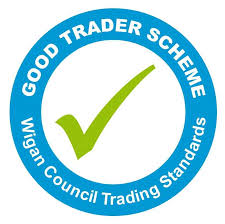 GOOD TRADER SCHEME
Wigan Council Trading Standards